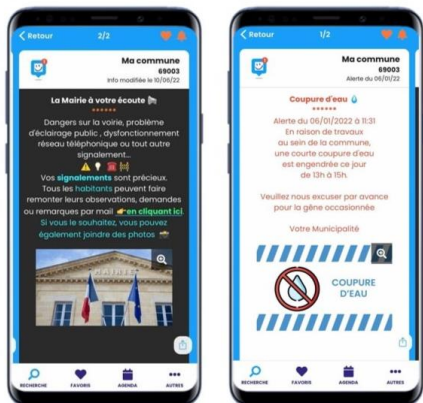 Retour
2/2
Ma commune
69003
Info modifiée le 10/06/22
La Mairie à votre écoute
******
Dangers sur la voirie, problème
d'éclairage public , dysfonctionnement
réseau téléphonique ou tout autre
signalement...
Vos signalements sont précieux.
Tous les habitants peuvent faire
remonter leurs observations, demandes
ou remarques par mail en cliquant ici.
Si vous le souhaitez, vous pouvez
également joindre des photos
MAIRIE
RECHERCHE
FAVORIS
AGENDA
AUTRES
Retour
1/2
Ma commune
69003
Alerte du 06/01/22
Coupure d'eau
******
Alerte du 06/01/2022 à 11:31
En raison de travaux
au sein de la commune,
une courte coupure d'eau
est engendrée ce jour
de 13h à 15h.
Veuillez nous excuser par avance
pour la gêne occasionnée
Votre Municipalité
COUPURE
D'EAU
RECHERCHE
FAVORIS
AGENDA
AUTRES